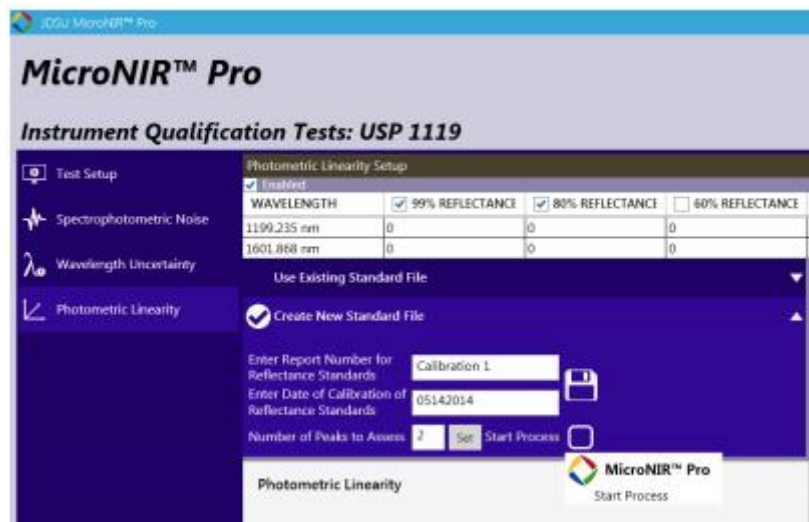 JDSU MicroNIR™ Pro
MicroNIR™ Pro
Instrument Qualification Tests: USP 1119
Test Setup
Spectrophotometric Noise
Wavelength Uncertainty
Photometric Linearity
Photometric Linearity Setup
Enabled
WAVELENGTH 99% REFLECTANCE 80% REFLECTANCE 60% REFLECTANCE
1199.235 nm 0 0 0
1601.868 nm 0 0 0
Use Existing Standard File
Create New Standard File
Enter Report Number for
Reflectance Standards
Calibration 1
Enter Date of Calibration of
Reflectance Standards
05142014
Number of Peaks to Assess 2 Set Start Process
MicroNIR™ Pro
Start Process
Photometric Linearity